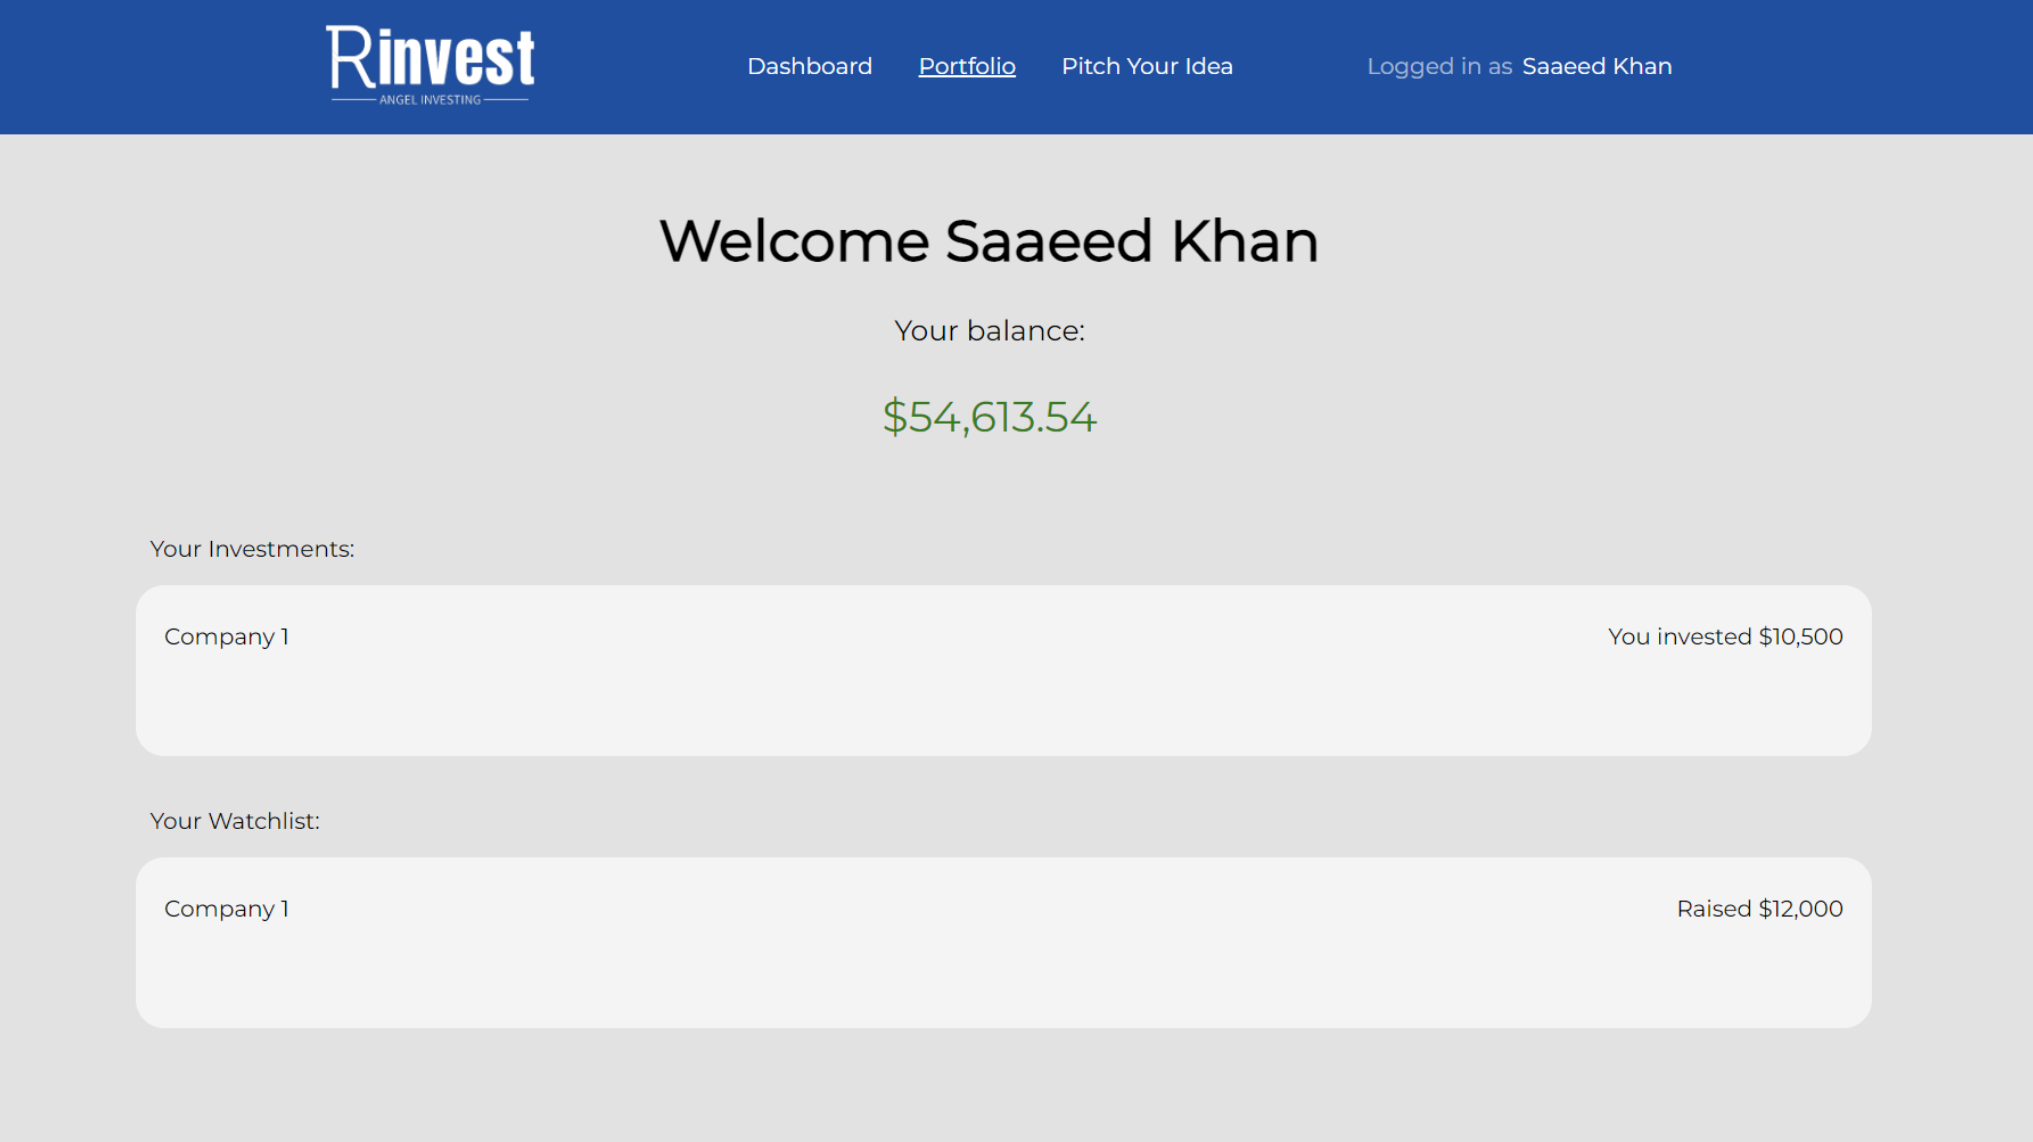 Rinvest
ANGEL INVESTING
Dashboard Portfolio Pitch Your Idea Logged in as Saaeed Khan
Welcome Saaeed Khan
Your balance:
$54,613.54
Your Investments:
Company 1 You invested $10,500
Your Watchlist:
Company 1 Raised $12,000